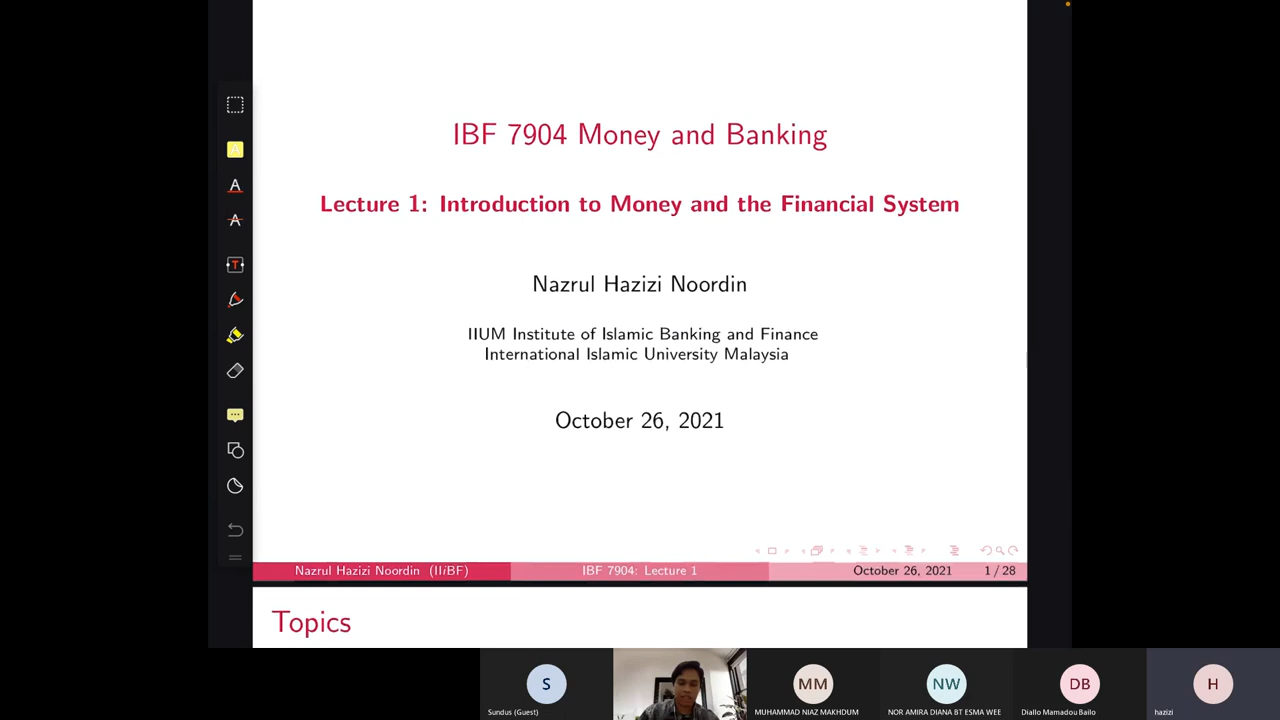 IBF 7904 Money and Banking
Lecture 1: Introduction to Money and the Financial System
Nazrul Hazizi Noordin
IIUM Institute of Islamic Banking and Finance
International Islamic University Malaysia
October 26, 2021
Nazrul Hazizi Noordin (IIiBF) IBF 7904: Lecture 1 October 26, 2021 1 / 28
Topics
A
A
A
T
S MM NW DB H
Sundus (Guest) MUHAMMAD NIAZ MAKHDUM NOR AMIRA DIANA BT ESMA WEE Diallo Mamadou Bailo hazizi